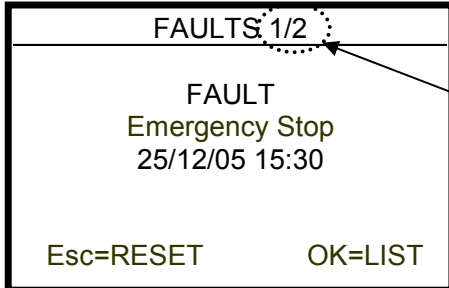 FAULTS 1/2
FAULT
Emergency Stop
25/12/05 15:30
Esc=RESET OK=LIST